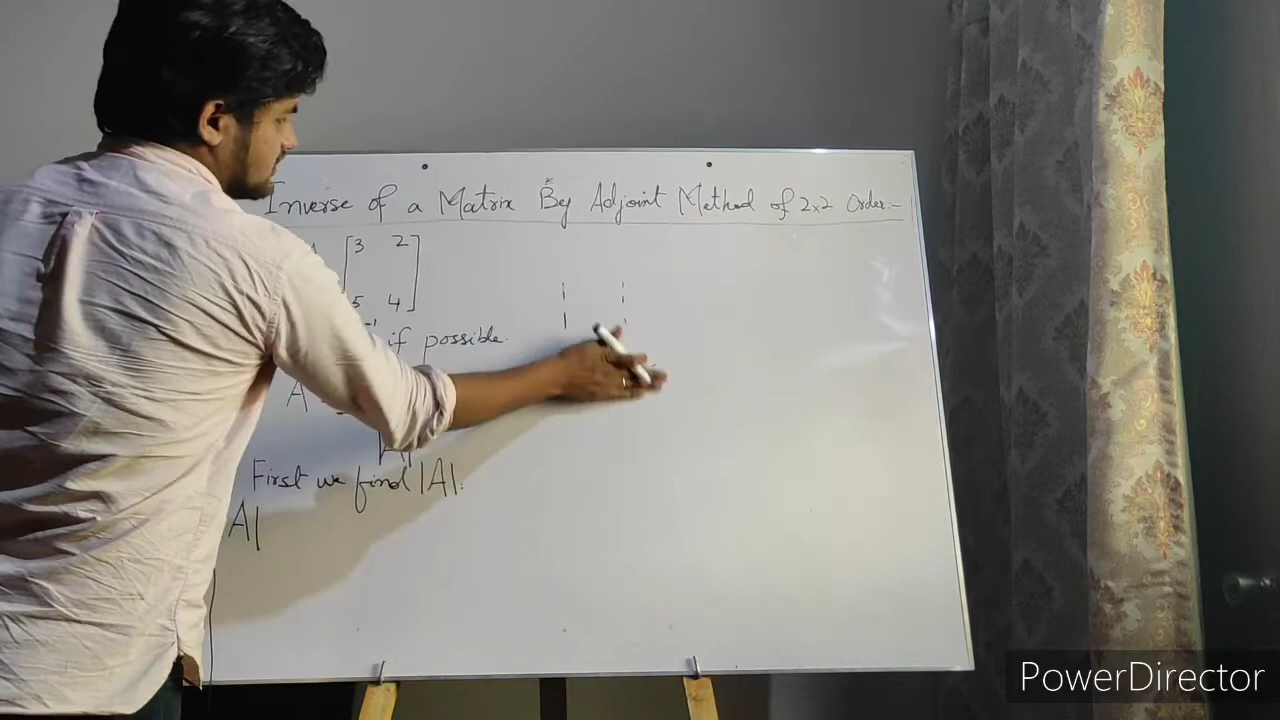 Inverse of a Matrix By Adjoint Method of 2x2 Order:-
A [3 2
5 4]
-1 if possible.
A
|A|
First we find |A|.
A|
PowerDirector